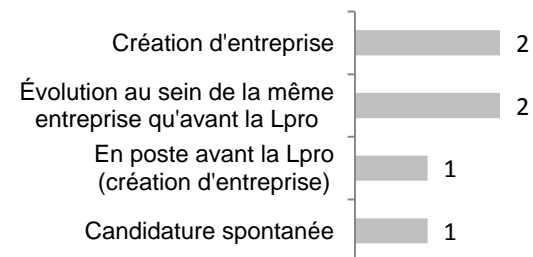 Création d'entreprise 2
Évolution au sein de la même
entreprise qu'avant la Lpro 2
En poste avant la Lpro
(création d'entreprise) 1
Candidature spontanée 1